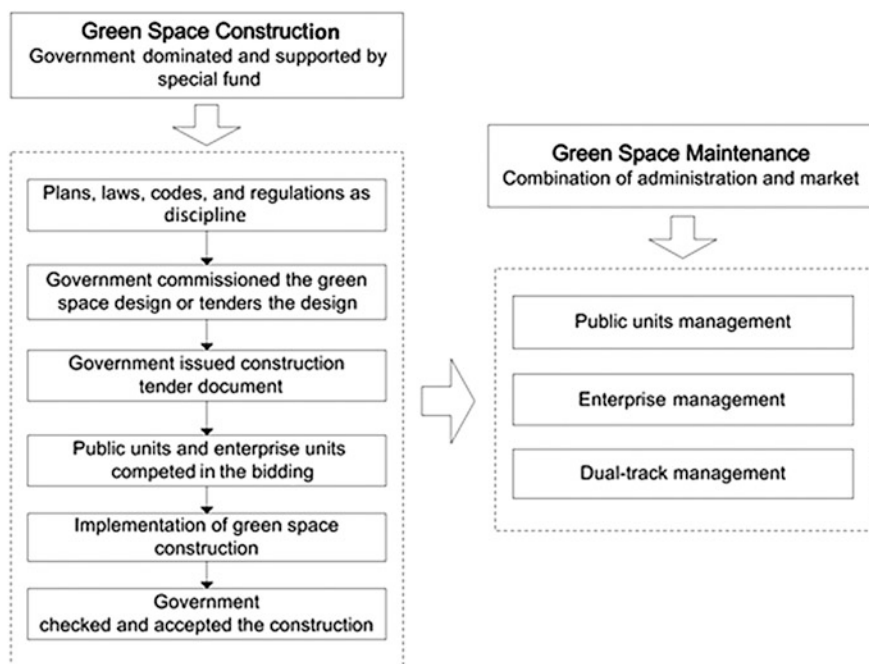 Green Space Construction
Government dominated and supported by
special fund
Plans, laws, codes, and regulations as
discipline
Government commissioned the green
space design or tenders the design
Government issued construction
tender document
Public units and enterprise units
competed in the bidding
Implementation of green space
construction
Government
checked and accepted the construction
Green Space Maintenance
Combination of administration and market
Public units management
Enterprise management
Dual-track management